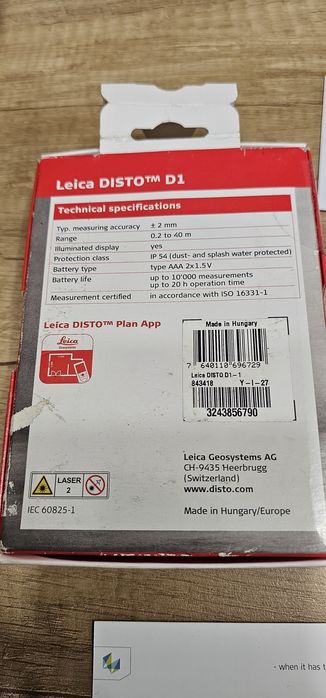 Leica DISTO™ D1
Technical specifications
Typ. measuring accuracy ± 2 mm
Range 0.2 to 40 m
Illuminated display yes
Protection class IP 54 (dust- and splash water protected)
Battery type type AAA 2x1.5V
Battery life up to 10'000 measurements
up to 20 h operation time
Measurement certified in accordance with ISO 16331-1
Leica DISTO™ Plan App
Leica
Geosystems
Made in Hungary
7 640110 696729
Leica DISTO D1-1
843418 Y-I-27
3243856790
Leica Geosystems AG
CH-9435 Heerbrugg
(Switzerland)
www.disto.com
LASER
2
IEC 60825-1
Made in Hungary/Europe
- when it has t